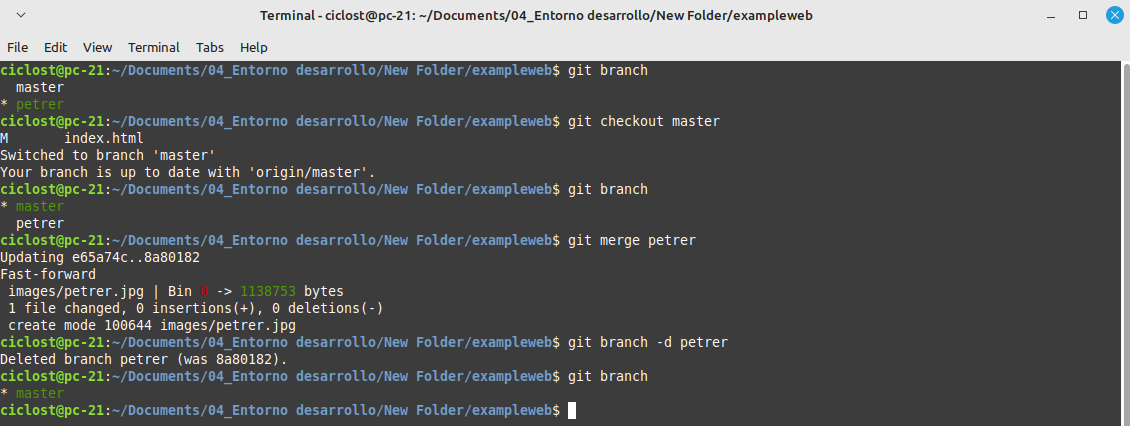 Terminal - ciclost@pc-21: ~/Documents/04_Entorno desarrollo/New Folder/exampleweb
File Edit View Terminal Tabs Help
ciclost@pc-21:~/Documents/04_Entorno desarrollo/New Folder/exampleweb$ git branch
  master
* petrer
ciclost@pc-21:~/Documents/04_Entorno desarrollo/New Folder/exampleweb$ git checkout master
M       index.html
Switched to branch 'master'
Your branch is up to date with 'origin/master'.
ciclost@pc-21:~/Documents/04_Entorno desarrollo/New Folder/exampleweb$ git branch
* master
  petrer
ciclost@pc-21:~/Documents/04_Entorno desarrollo/New Folder/exampleweb$ git merge petrer
Updating e65a74c..8a80182
Fast-forward
 images/petrer.jpg | Bin 0 -> 1138753 bytes
 1 file changed, 0 insertions(+), 0 deletions(-)
 create mode 100644 images/petrer.jpg
ciclost@pc-21:~/Documents/04_Entorno desarrollo/New Folder/exampleweb$ git branch -d petrer
Deleted branch petrer (was 8a80182).
ciclost@pc-21:~/Documents/04_Entorno desarrollo/New Folder/exampleweb$ git branch
* master
ciclost@pc-21:~/Documents/04_Entorno desarrollo/New Folder/exampleweb$